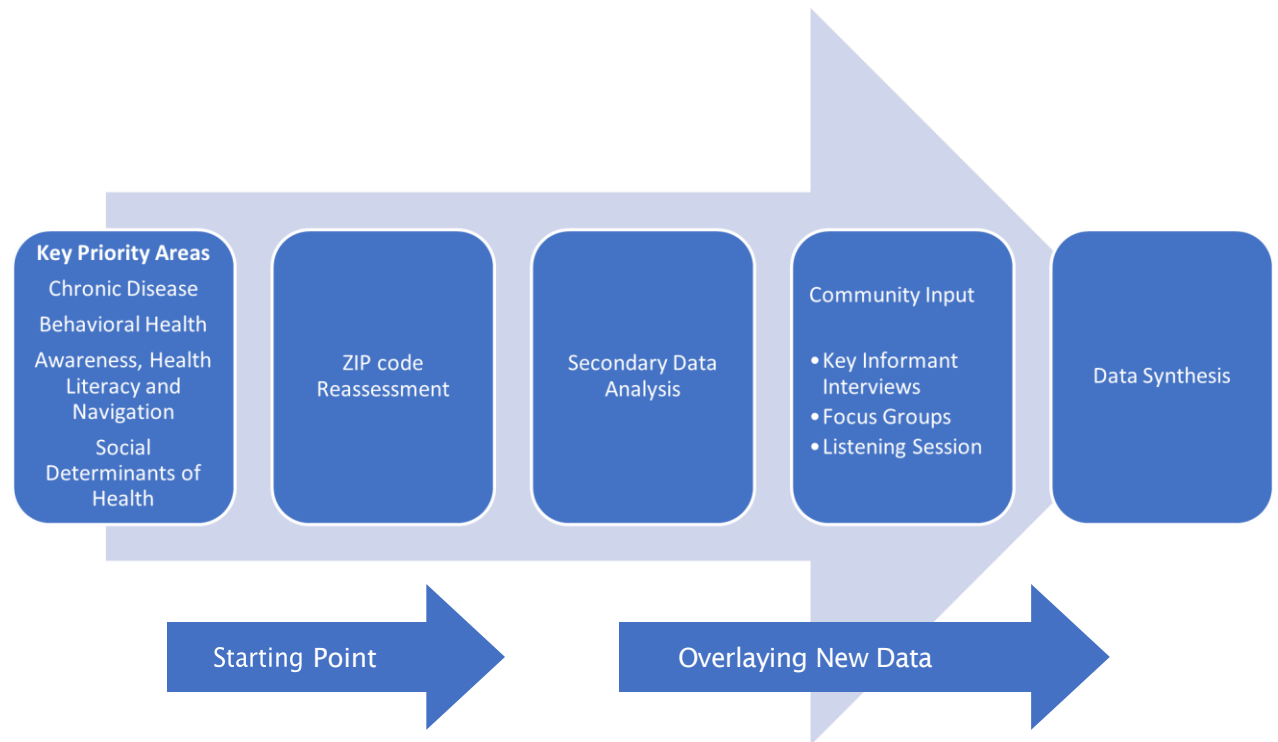 Key Priority Areas
Chronic Disease
Behavioral Health
Awareness, Health
Literacy and
Navigation
Social
Determinants of
Health
ZIP code
Reassessment
Secondary Data
Analysis
Community Input
•Key Informant
Interviews
•Focus Groups
•Listening Session
Data Synthesis
Starting Point
Overlaying New Data